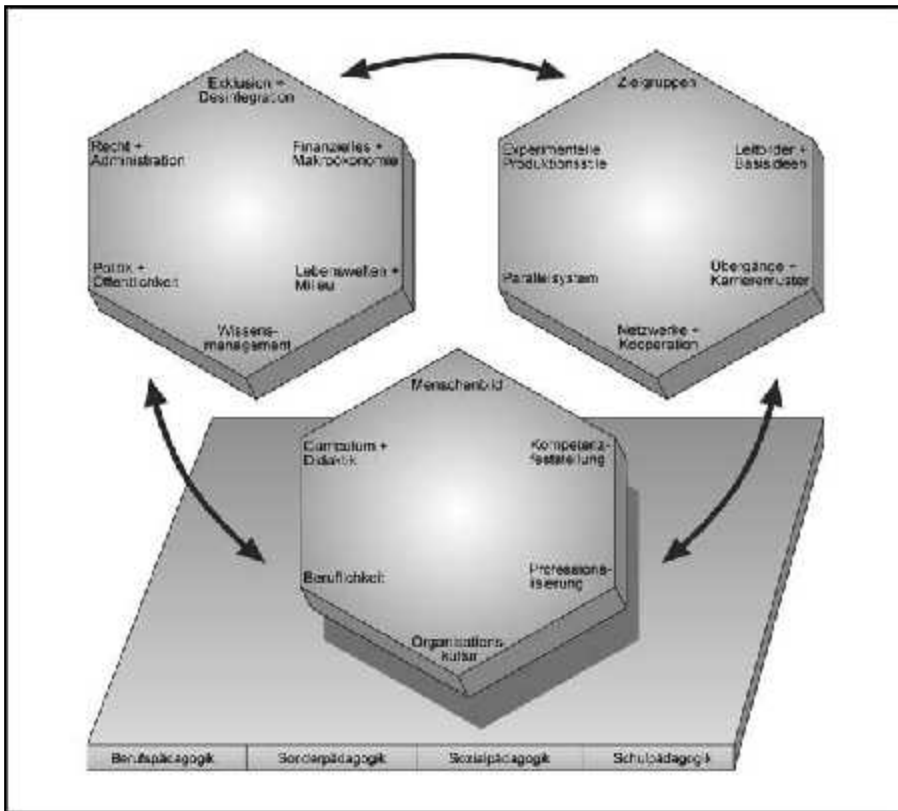 Exklusion +
Desintegration
Recht +
Administration
Finanzielles +
Makroökonomie
Politik +
Öffentlichkeit
Lebenswelten +
Milieu
Wissens-
management
Zielgruppen
Experimentelle
Produktionsstile
Leitbilder +
Basisideen
Parallelsystem
Übergänge +
Karrieremuster
Netzwerke +
Kooperation
Menschenbild
Curriculum +
Didaktik
Kompetenz-
feststellung
Beruflichkeit
Professiona-
lisierung
Organisations-
kultur
Berufspädagogik
Sonderpädagogik
Sozialpädagogik
Schulpädagogik